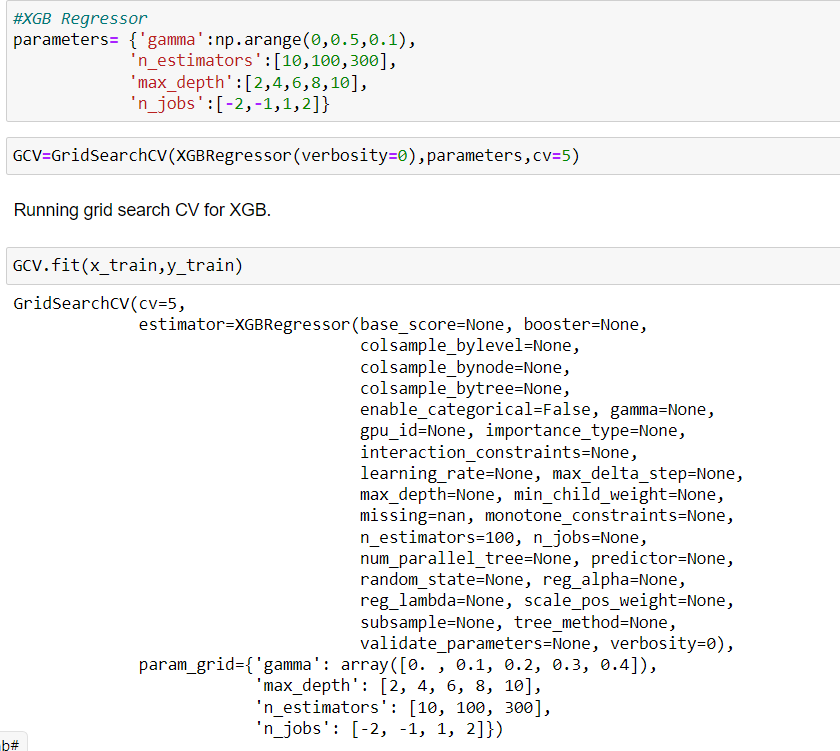 #XGB Regressor
parameters= {'gamma':np.arange(0,0.5,0.1),
'n_estimators':[10,100,300],
'max_depth':[2,4,6,8,10],
'n_jobs':[-2,-1,1,2]}
GCV=GridSearchCV(XGBRegressor(verbosity=0),parameters,cv=5)
Running grid search CV for XGB.
GCV.fit(x_train,y_train)
GridSearchCV(cv=5,
estimator=XGBRegressor(base_score=None, booster=None,
colsample_bylevel=None,
colsample_bynode=None,
colsample_bytree=None,
enable_categorical=False, gamma=None,
gpu_id=None, importance_type=None,
interaction_constraints=None,
learning_rate=None, max_delta_step=None,
max_depth=None, min_child_weight=None,
missing=nan, monotone_constraints=None,
n_estimators=100, n_jobs=None,
num_parallel_tree=None, predictor=None,
random_state=None, reg_alpha=None,
reg_lambda=None, scale_pos_weight=None,
subsample=None, tree_method=None,
validate_parameters=None, verbosity=0),
param_grid={'gamma': array([0. , 0.1, 0.2, 0.3, 0.4]),
'max_depth': [2, 4, 6, 8, 10],
'n_estimators': [10, 100, 300],
'n_jobs': [-2, -1, 1, 2]})
b#